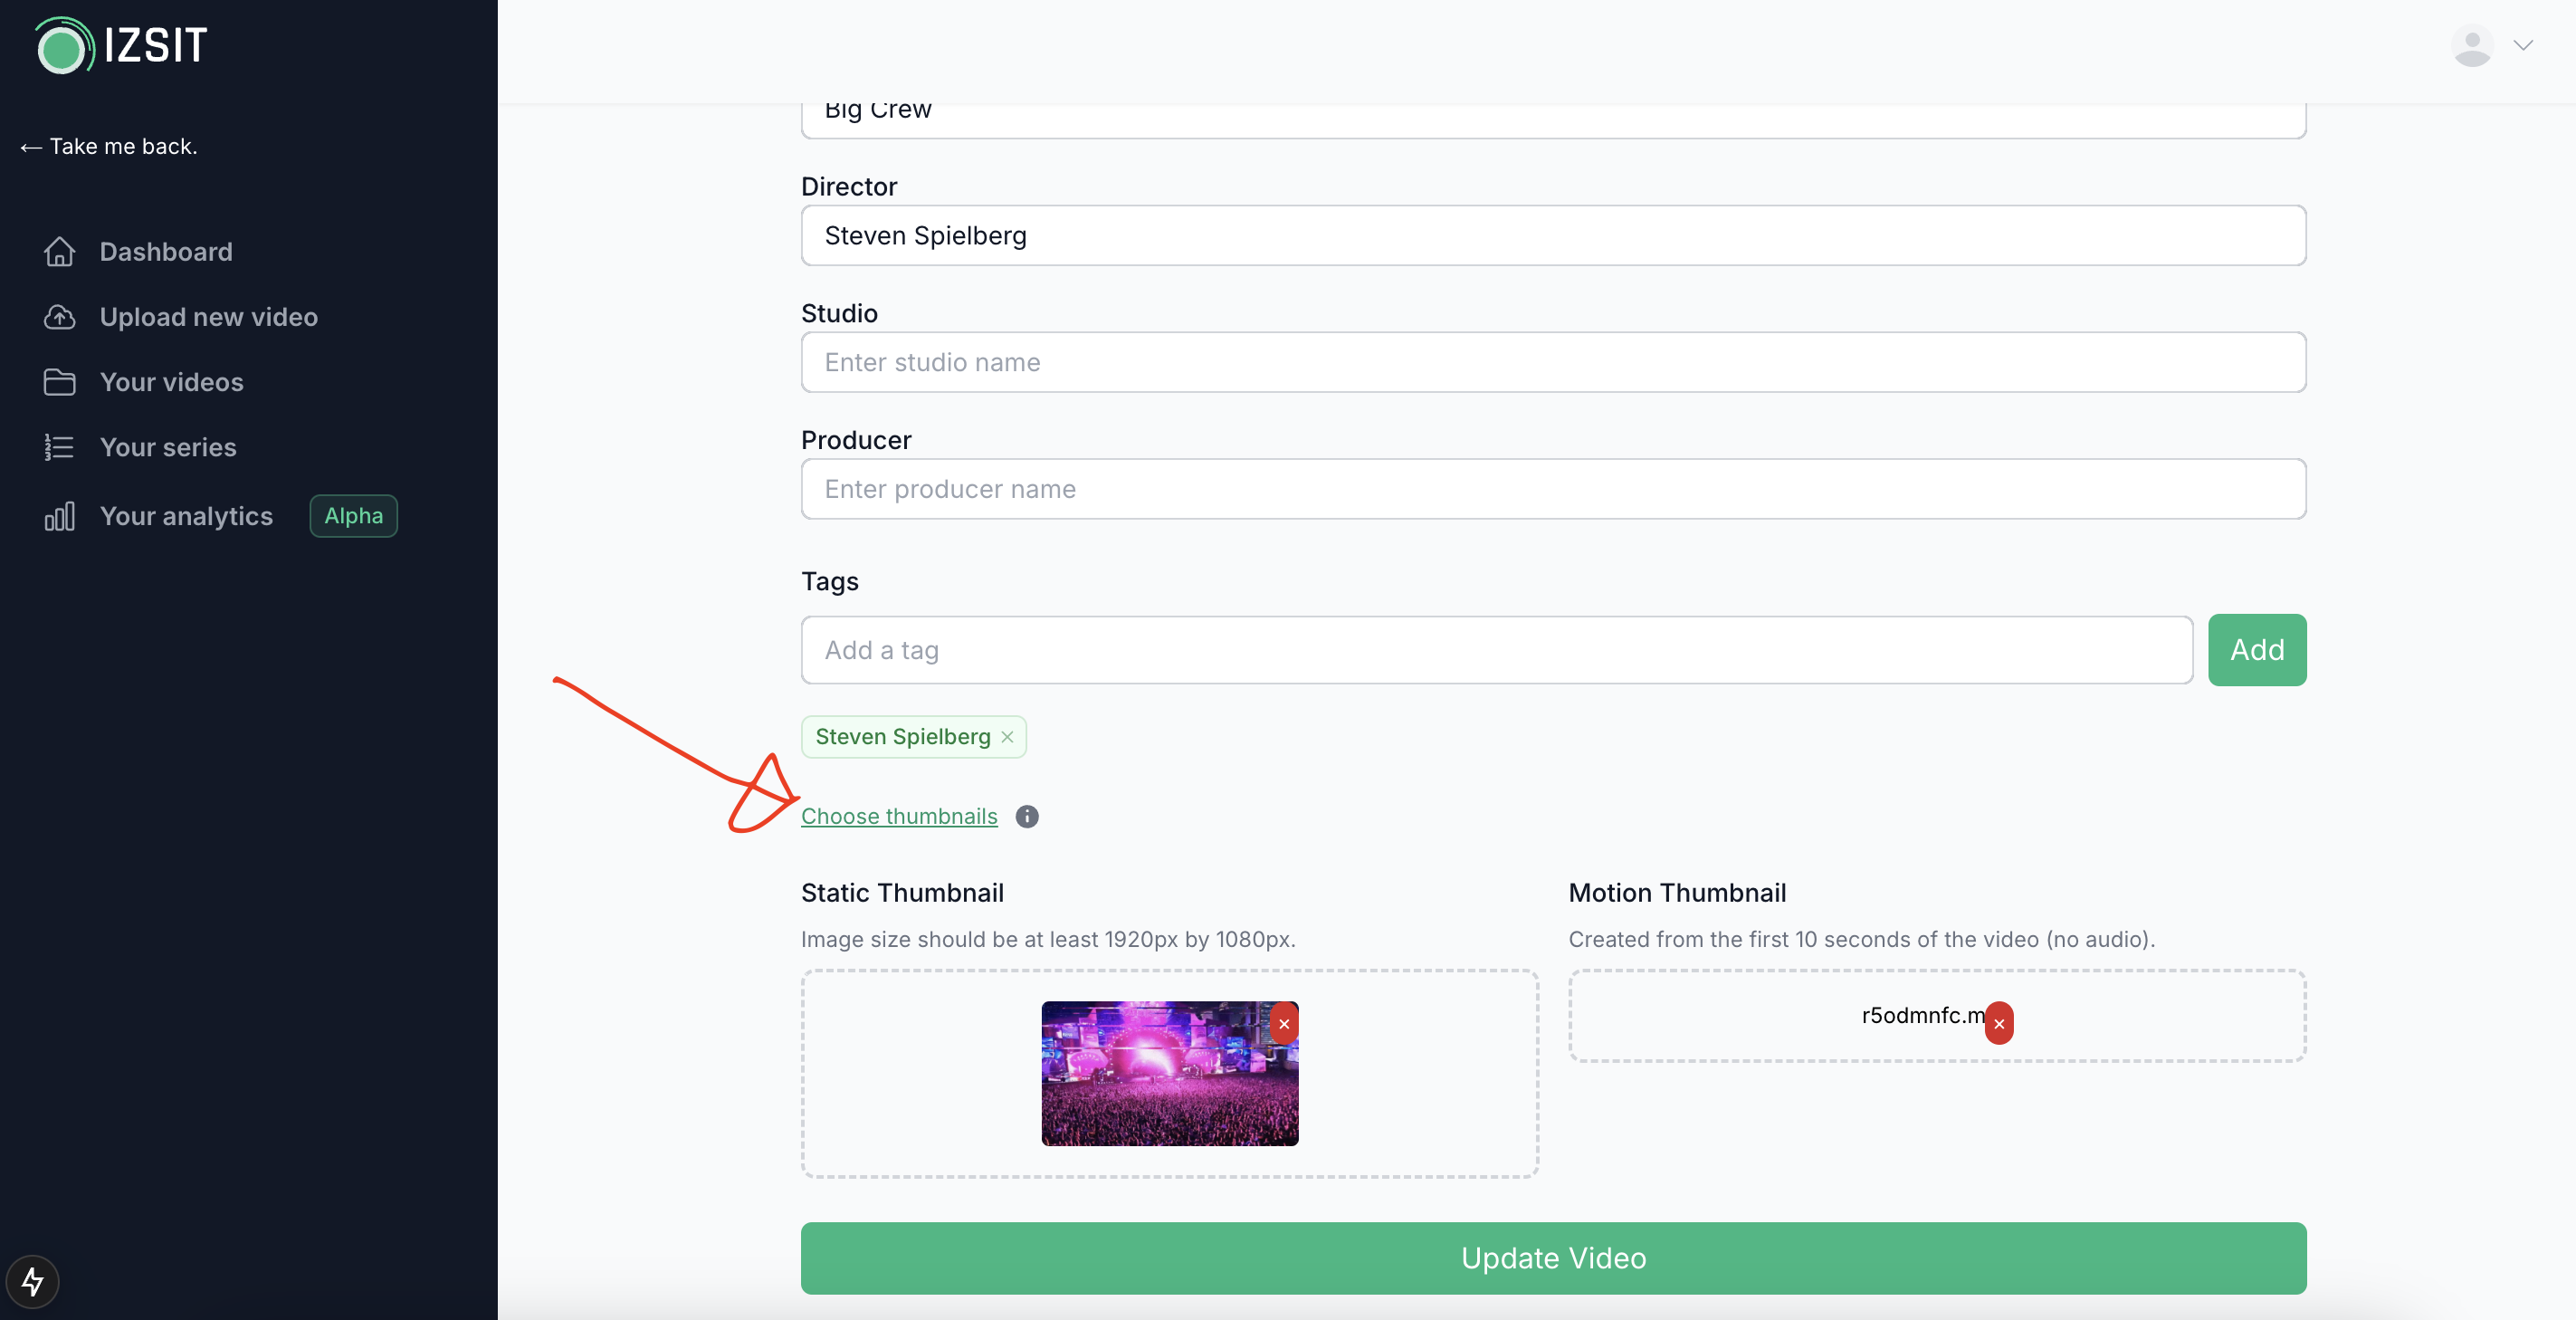 IZSIT
← Take me back.
Dashboard
Upload new video
Your videos
Your series
Your analytics Alpha
Big Crew
Director
Steven Spielberg
Studio
Enter studio name
Producer
Enter producer name
Tags
Add a tag
Add
Steven Spielberg ×
Choose thumbnails
Static Thumbnail
Image size should be at least 1920px by 1080px.
Motion Thumbnail
Created from the first 10 seconds of the video (no audio).
r5odmnfc.m
Update Video